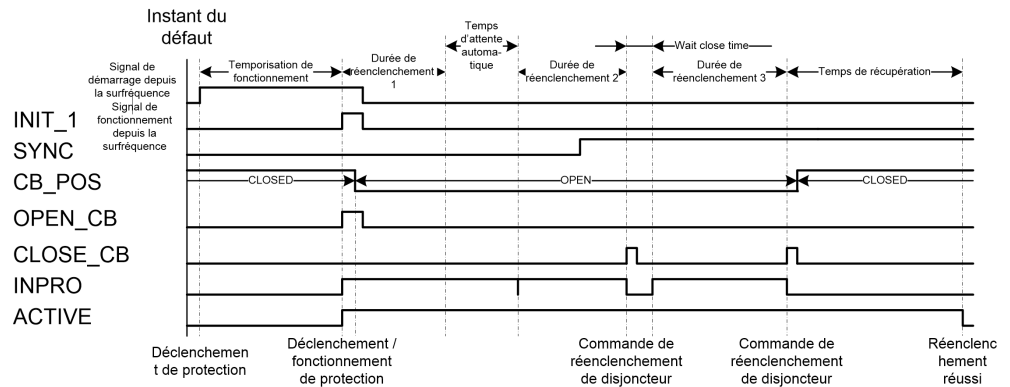 Instant du
défaut
Signal de
démarrage depuis
la surfréquence
Signal de
fonctionnement
depuis la
surfréquence
Temporisation de
fonctionnement
Durée de
réenclenchement
1
Temps
d'attente
automa-
tique
Durée de
réenclenchement 2
Wait close time
Durée de
réenclenchement 3
Temps de récupération
INIT_1
SYNC
CB_POS
CLOSED
OPEN
CLOSED
OPEN_CB
CLOSE_CB
INPRO
ACTIVE
Déclenchemen
t de protection
Déclenchement /
fonctionnement
de protection
Commande de
réenclenchement
de disjoncteur
Commande de
réenclenchement
de disjoncteur
Réenclenc
hement
réussi